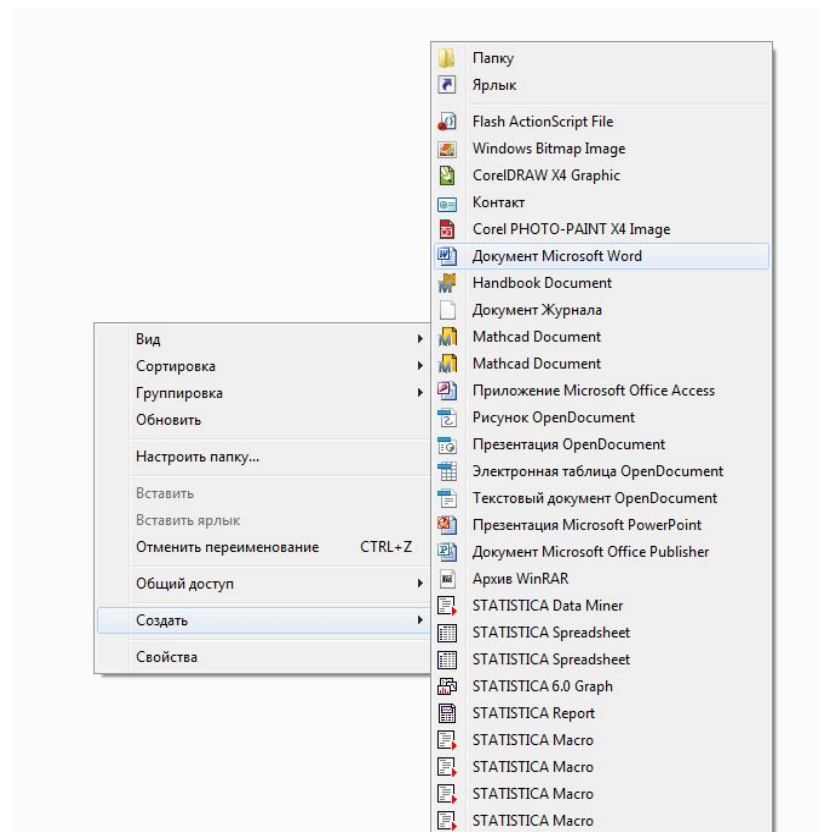 Папку
Ярлык
Flash ActionScript File
Windows Bitmap Image
CorelDRAW X4 Graphic
Контакт
Corel PHOTO-PAINT X4 Image
Документ Microsoft Word
Handbook Document
Документ Журнала
Mathcad Document
Mathcad Document
Приложение Microsoft Office Access
Рисунок OpenDocument
Презентация OpenDocument
Электронная таблица OpenDocument
Текстовый документ OpenDocument
Презентация Microsoft PowerPoint
Документ Microsoft Office Publisher
Архив WinRAR
STATISTICA Data Miner
STATISTICA Spreadsheet
STATISTICA Spreadsheet
STATISTICA 6.0 Graph
STATISTICA Report
STATISTICA Macro
STATISTICA Macro
STATISTICA Macro
STATISTICA Macro
Вид
Сортировка
Группировка
Обновить
Настроить папку...
Вставить
Вставить ярлык
Отменить переименование CTRL+Z
Общий доступ
Создать
Свойства